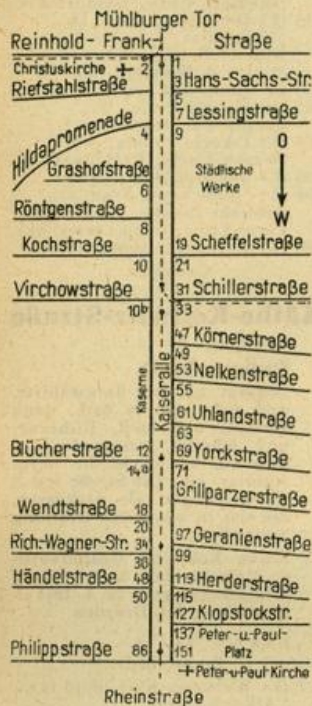 Mühlburger Tor
Reinhold-Frank- Straße
Christuskirche 2 1
Riefstahlstraße 3 Hans-Sachs-Str.
5
7 Lessingstraße
Hildapromenade 4 9
O
Grashofstraße Städtische
6 Werke
Röntgenstraße W
8
Kochstraße 19 Scheffelstraße
10 21
Virchowstraße 31 Schillerstraße
10b 33
47 Körnerstraße
49
53 Nelkenstraße
55
Kaserne
Kaiserallee
61 Uhlandstraße
63
Blücherstraße 12 69 Yorckstraße
14a 71
Grillparzerstraße
Wendtstraße 18
20 97 Geranienstraße
Rich.-Wagner-Str. 34 99
36
Händelstraße 48 113 Herderstraße
50 115
127 Klopstockstr.
137 Peter-u.-Paul-
Platz
Philippstraße 86 151
Peter-u-Paul Kirche
Rheinstraße